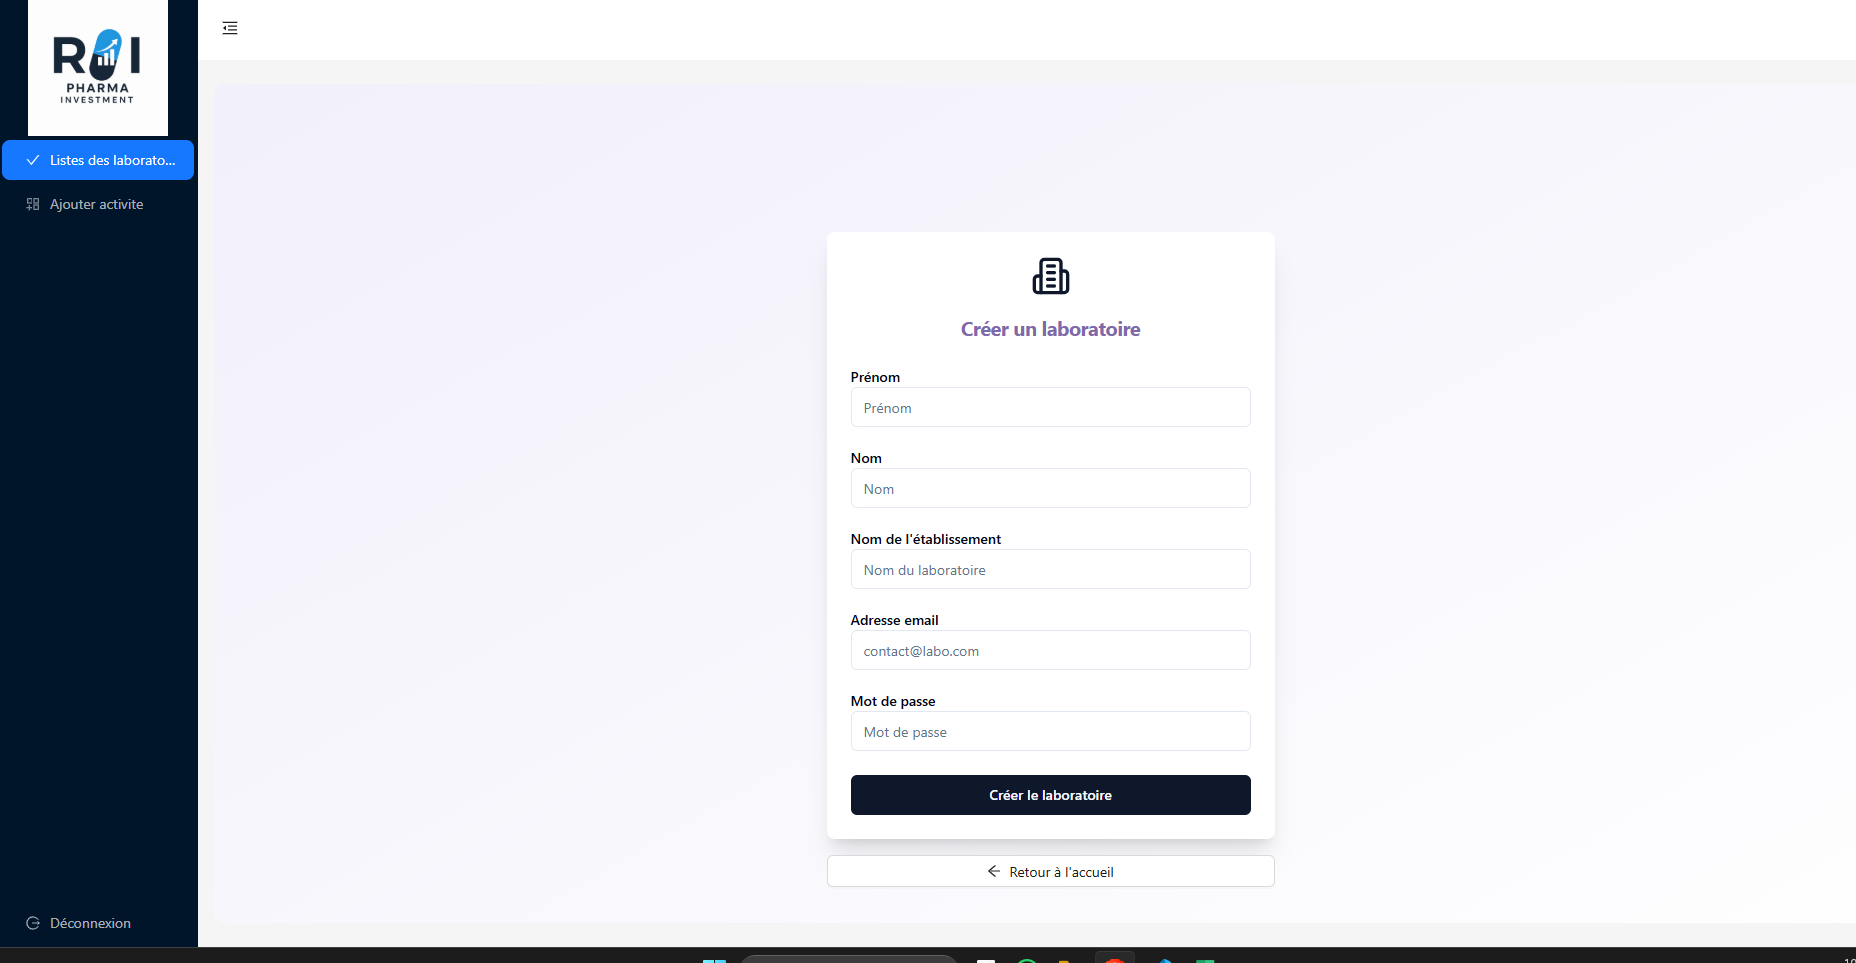 ROI
PHARMA
INVESTMENT
Listes des laborato...
Ajouter activite
Créer un laboratoire
Prénom
Prénom
Nom
Nom
Nom de l'établissement
Nom du laboratoire
Adresse email
contact@labo.com
Mot de passe
Mot de passe
Créer le laboratoire
Retour à l'accueil
Déconnexion